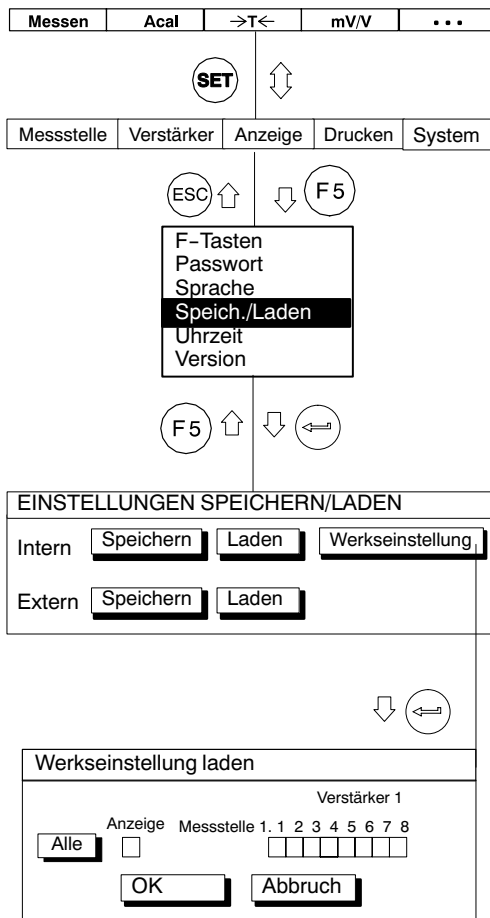 Messen Acal →T← mV/V • • •
SET
Messstelle Verstärker Anzeige Drucken System
ESC F5
F-Tasten
Passwort
Sprache
Speich./Laden
Uhrzeit
Version
F5
EINSTELLUNGEN SPEICHERN/LADEN
Intern Speichern Laden Werkseinstellung
Extern Speichern Laden
Werkseinstellung laden
Verstärker 1
Anzeige Messstelle 1. 1 2 3 4 5 6 7 8
Alle
OK Abbruch